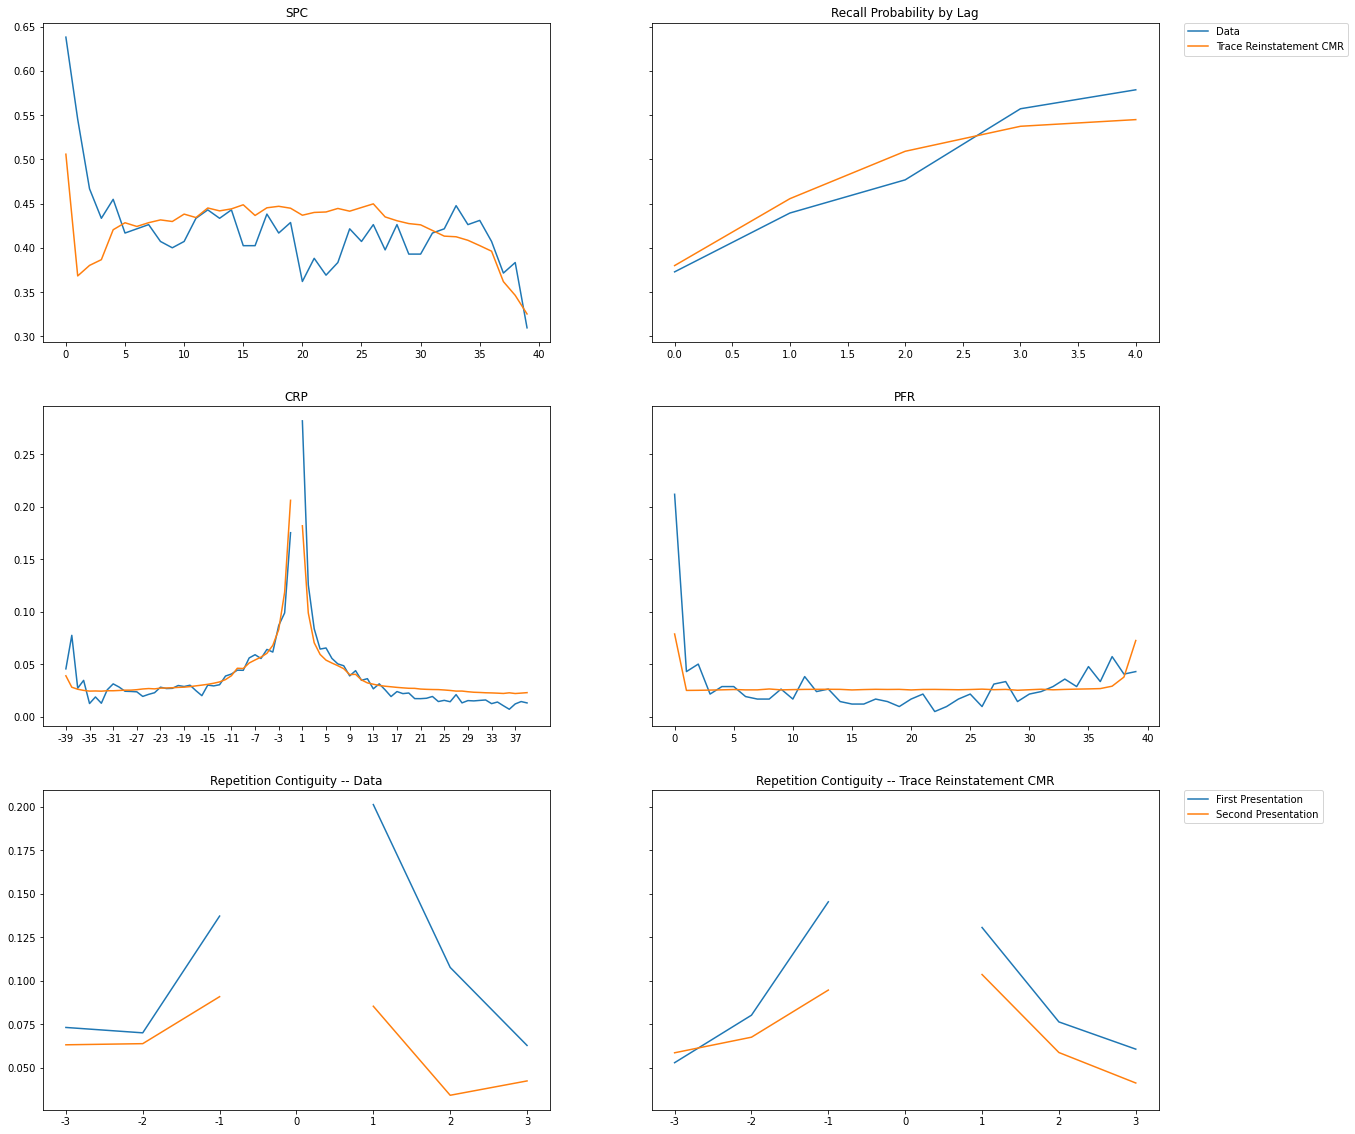 SPC
0.65
0.60
0.55
0.50
0.45
0.40
0.35
0.30
0 5 10 15 20 25 30 35 40
Recall Probability by Lag
0.0 0.5 1.0 1.5 2.0 2.5 3.0 3.5 4.0
Data
Trace Reinstatement CMR
CRP
0.25
0.20
0.15
0.10
0.05
0.00
-39 -35 -31 -27 -23 -19 -15 -11 -7 -3 1 5 9 13 17 21 25 29 33 37
PFR
0 5 10 15 20 25 30 35 40
Repetition Contiguity -- Data
0.200
0.175
0.150
0.125
0.100
0.075
0.050
-3 -2 -1 0 1 2 3
Repetition Contiguity -- Trace Reinstatement CMR
-3 -2 -1 0 1 2 3
First Presentation
Second Presentation